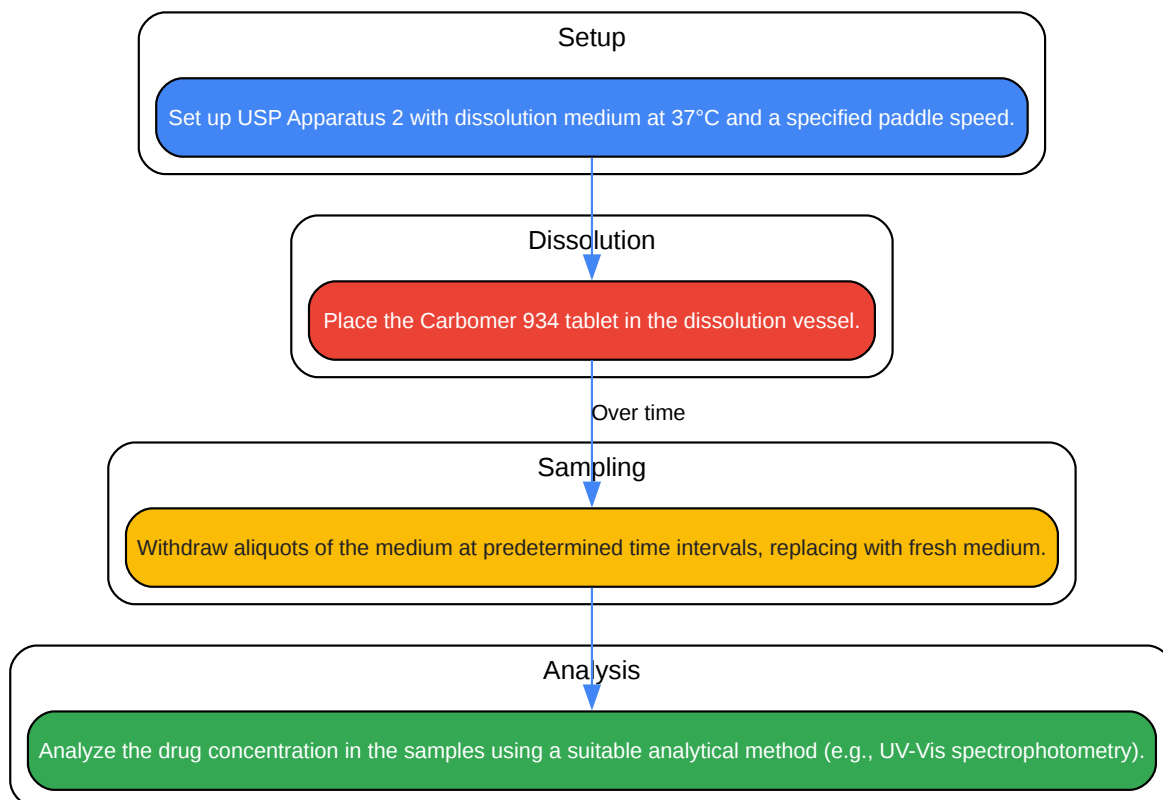 Setup
Set up USP Apparatus 2 with dissolution medium at 37°C and a specified paddle speed.
Dissolution
Place the Carbomer 934 tablet in the dissolution vessel.
Over time
Sampling
Withdraw aliquots of the medium at predetermined time intervals, replacing with fresh medium.
Analysis
Analyze the drug concentration in the samples using a suitable analytical method (e.g., UV-Vis spectrophotometry).